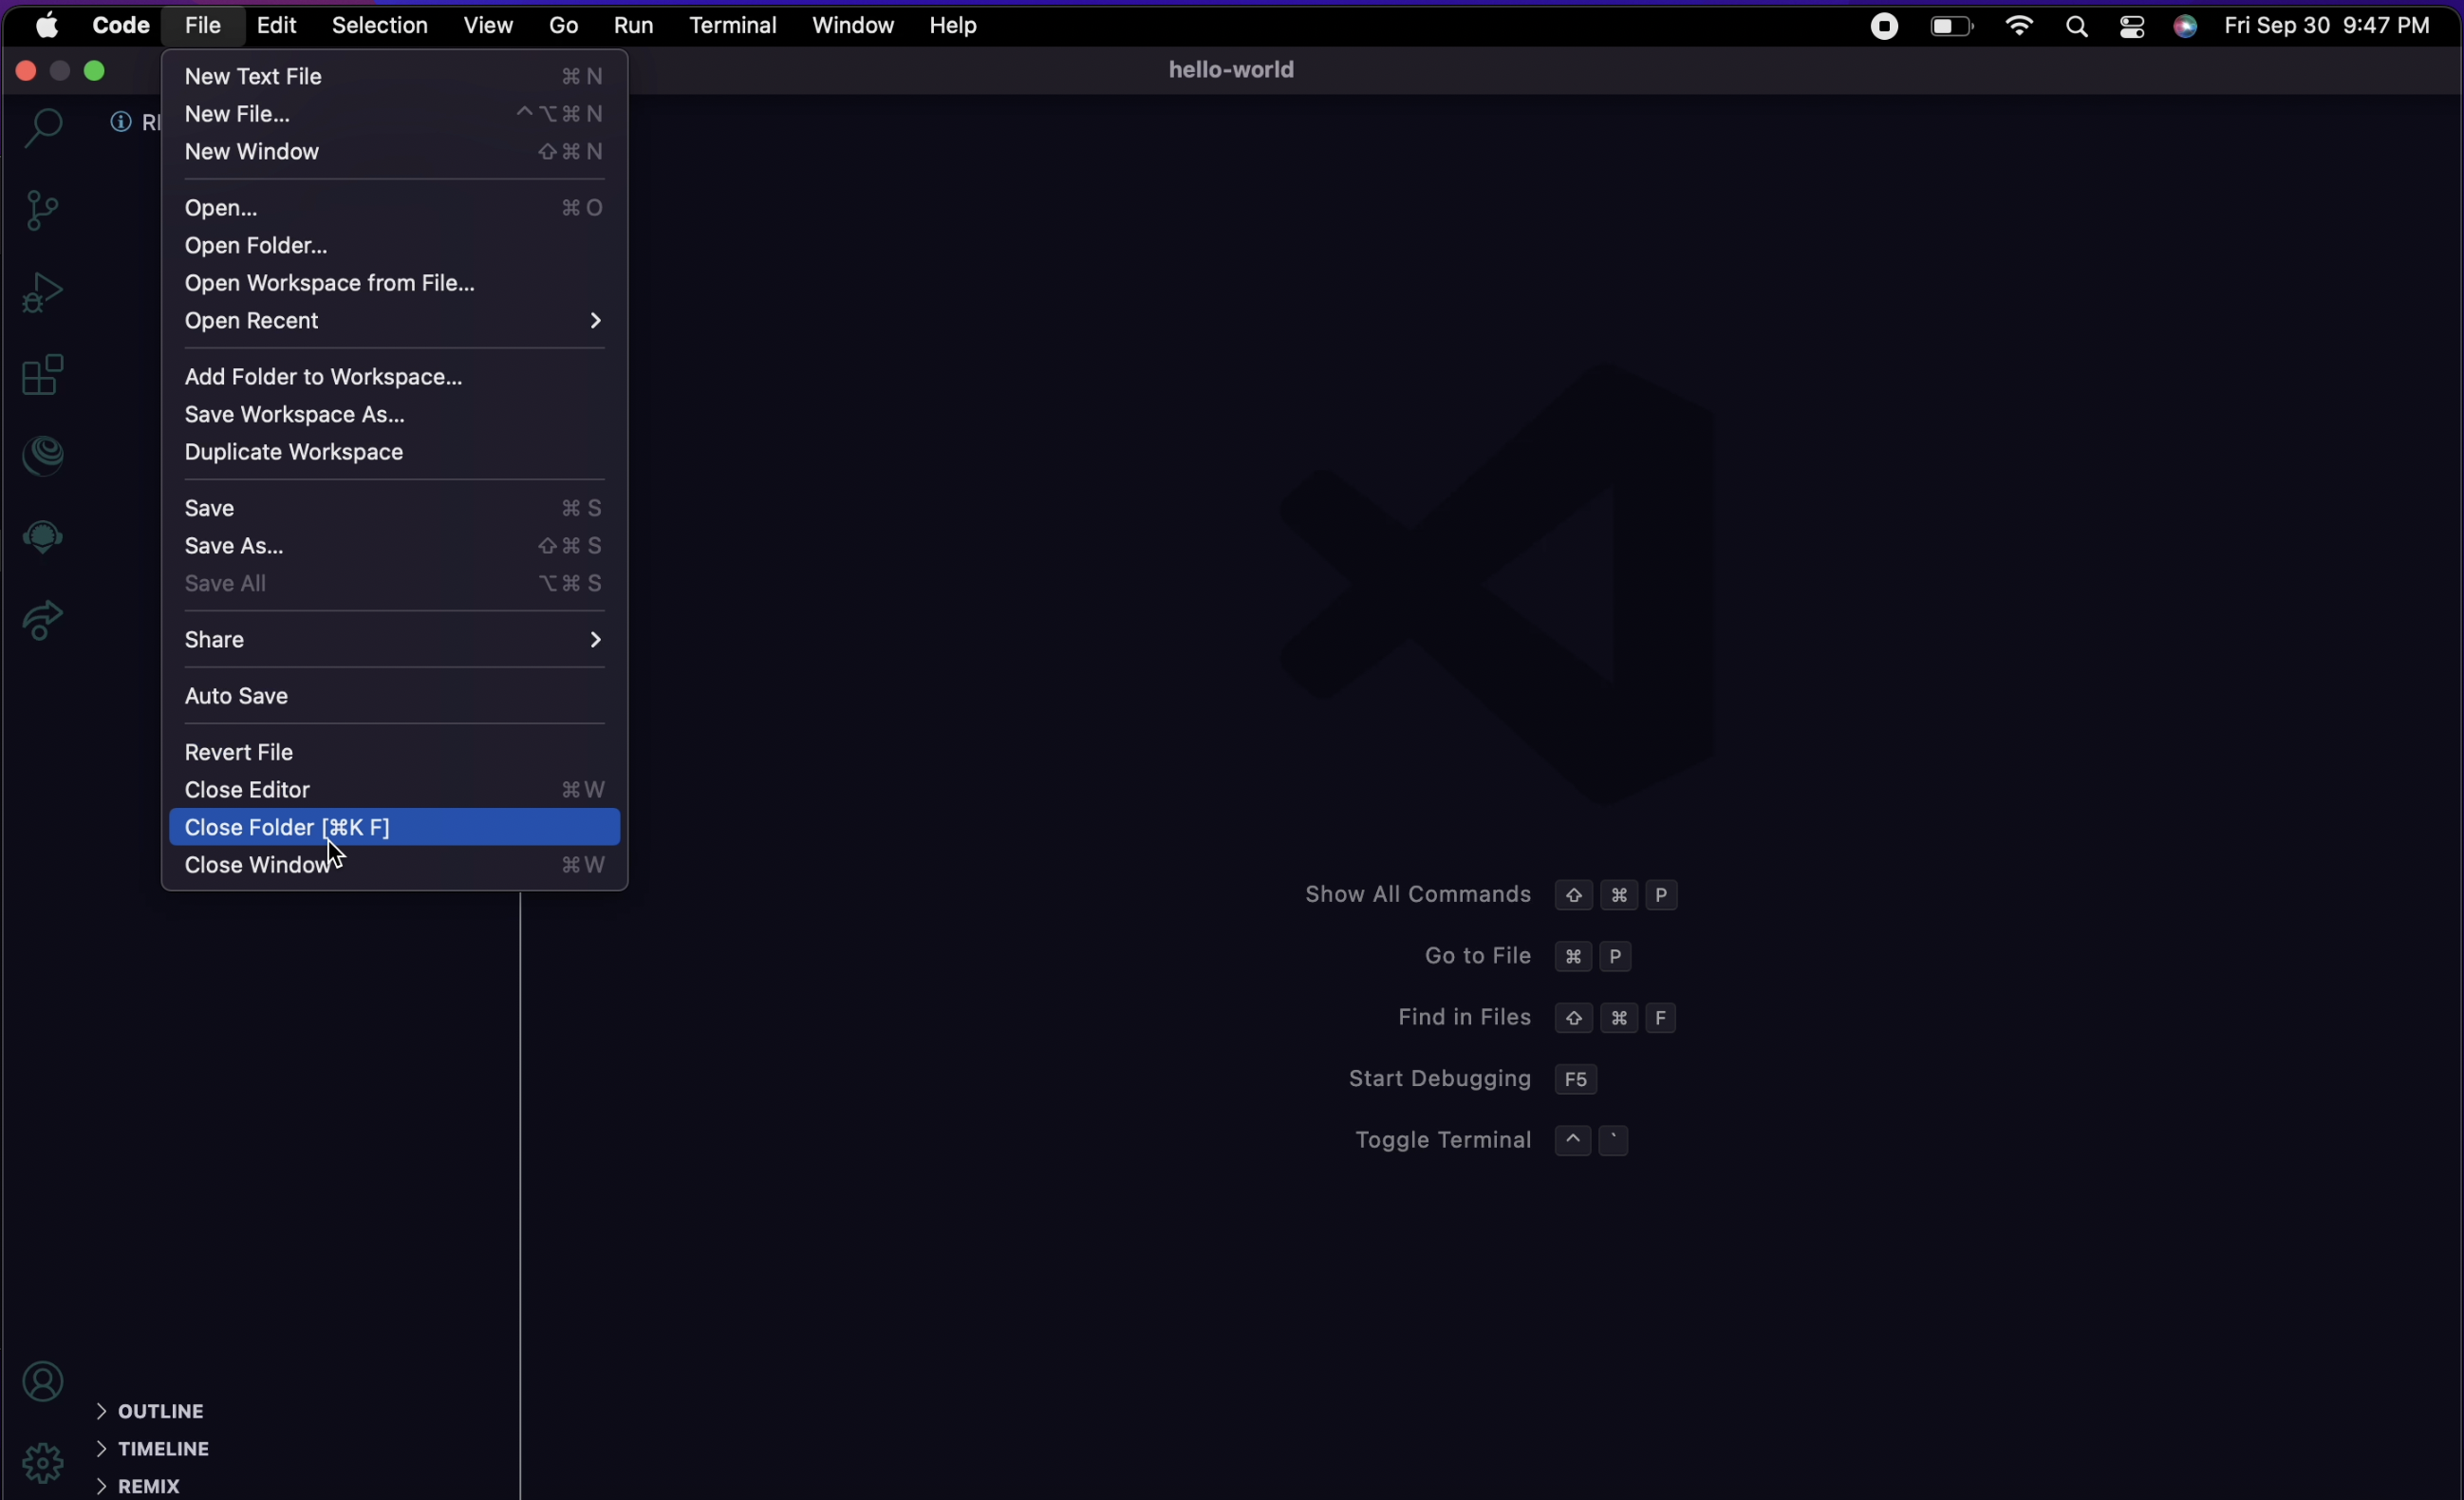 Code File Edit Selection View Go Run Terminal Window Help Fri Sep 30 9:47 PM
hello-world
New Text File ⌘ N
New File... ^ ⌥ ⌘ N
New Window ⇧ ⌘ N
Open... ⌘ O
Open Folder...
Open Workspace from File...
Open Recent >
Add Folder to Workspace...
Save Workspace As...
Duplicate Workspace
Save ⌘ S
Save As... ⇧ ⌘ S
Save All ⌥ ⌘ S
Share >
Auto Save
Revert File
Close Editor ⌘ W
Close Folder [⌘K F]
Close Window ⌘ W
Show All Commands ⇧ ⌘ P
Go to File ⌘ P
Find in Files ⇧ ⌘ F
Start Debugging F5
Toggle Terminal ^ `
> OUTLINE
> TIMELINE
> REMIX